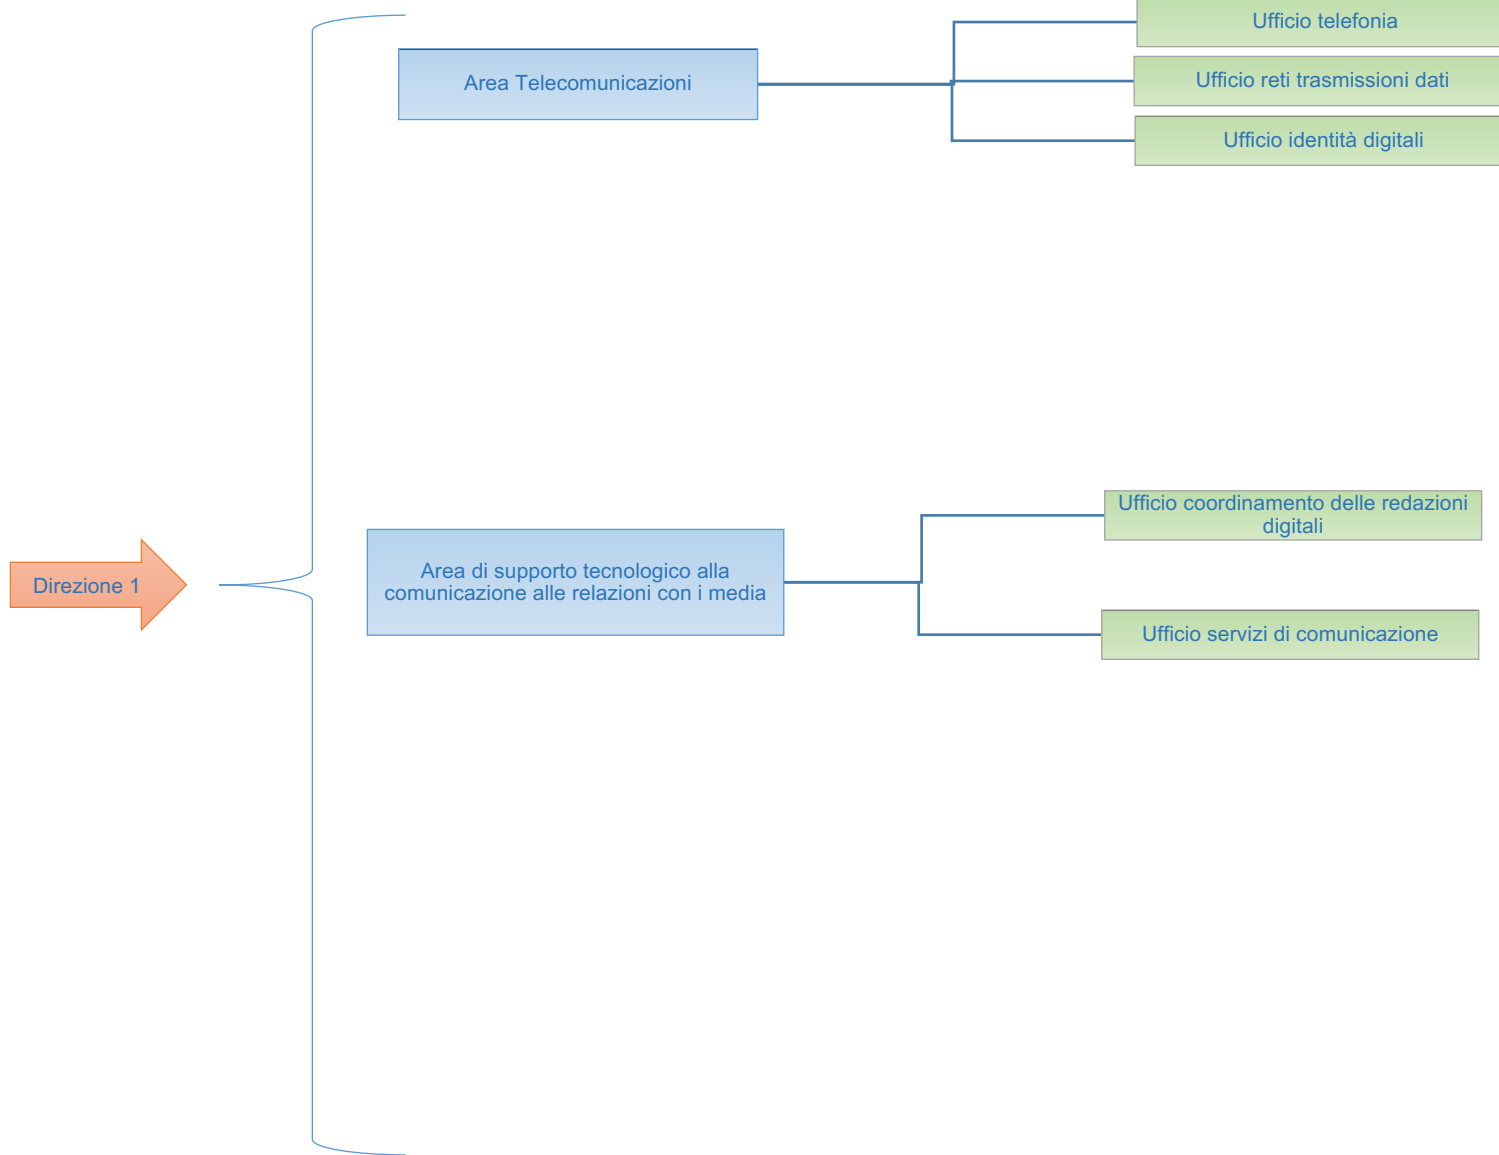 Ufficio telefonia
Area Telecomunicazioni
Ufficio reti trasmissioni dati
Ufficio identità digitali
Ufficio coordinamento delle redazioni
digitali
Direzione 1
Area di supporto tecnologico alla
comunicazione alle relazioni con i media
Ufficio servizi di comunicazione